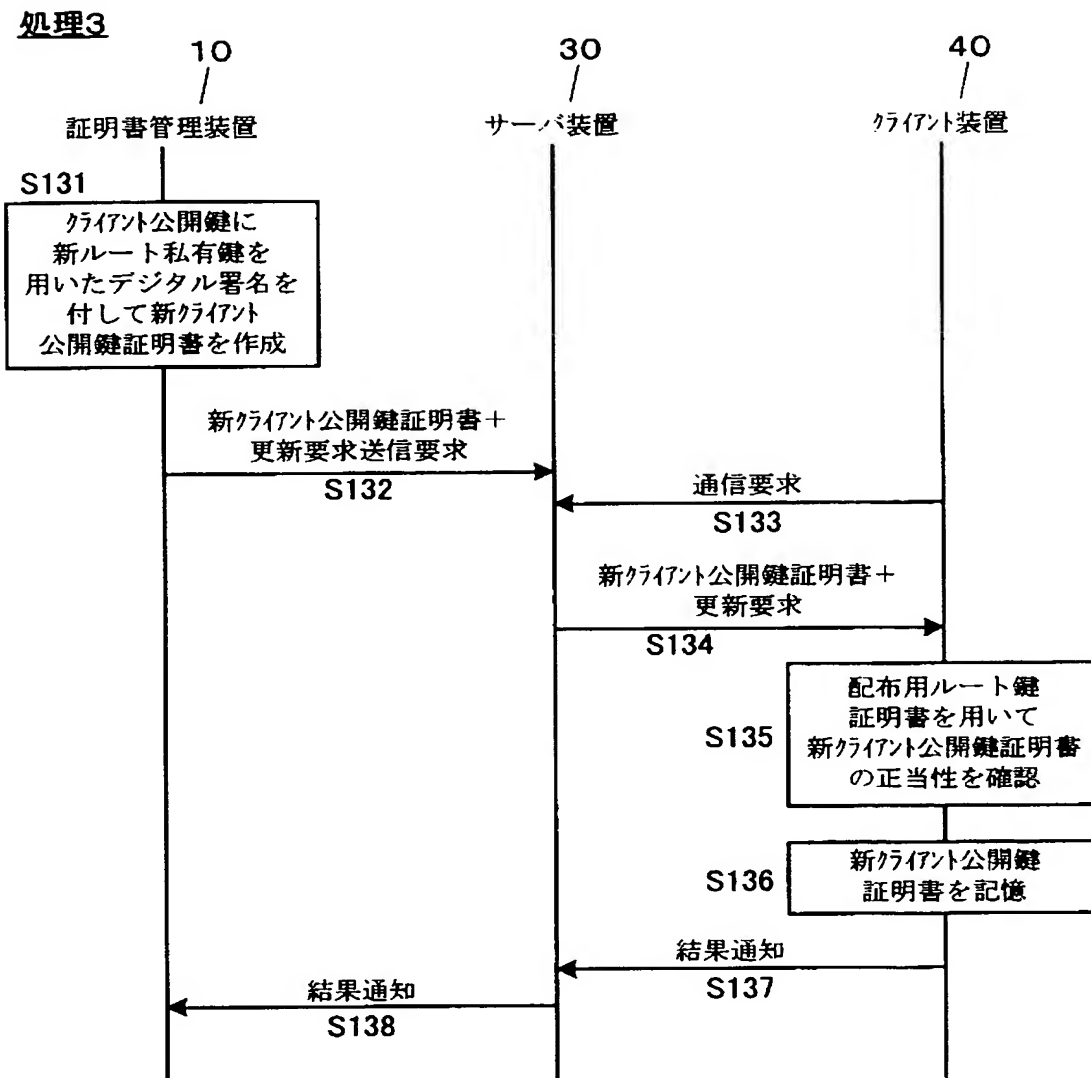 処理3
10
30
40
証明書管理装置
サーバ装置
クライアント装置
S131
クライアント公開鍵に
新ルート私有鍵を
用いたデジタル署名を
付して新クライアント
公開鍵証明書を作成
新クライアント公開鍵証明書+
更新要求送信要求
S132
通信要求
S133
新クライアント公開鍵証明書+
更新要求
S134
S135
配布用ルート鍵
証明書を用いて
新クライアント公開鍵証明書
の正当性を確認
S136
新クライアント公開鍵
証明書を記憶
結果通知
S137
結果通知
S138